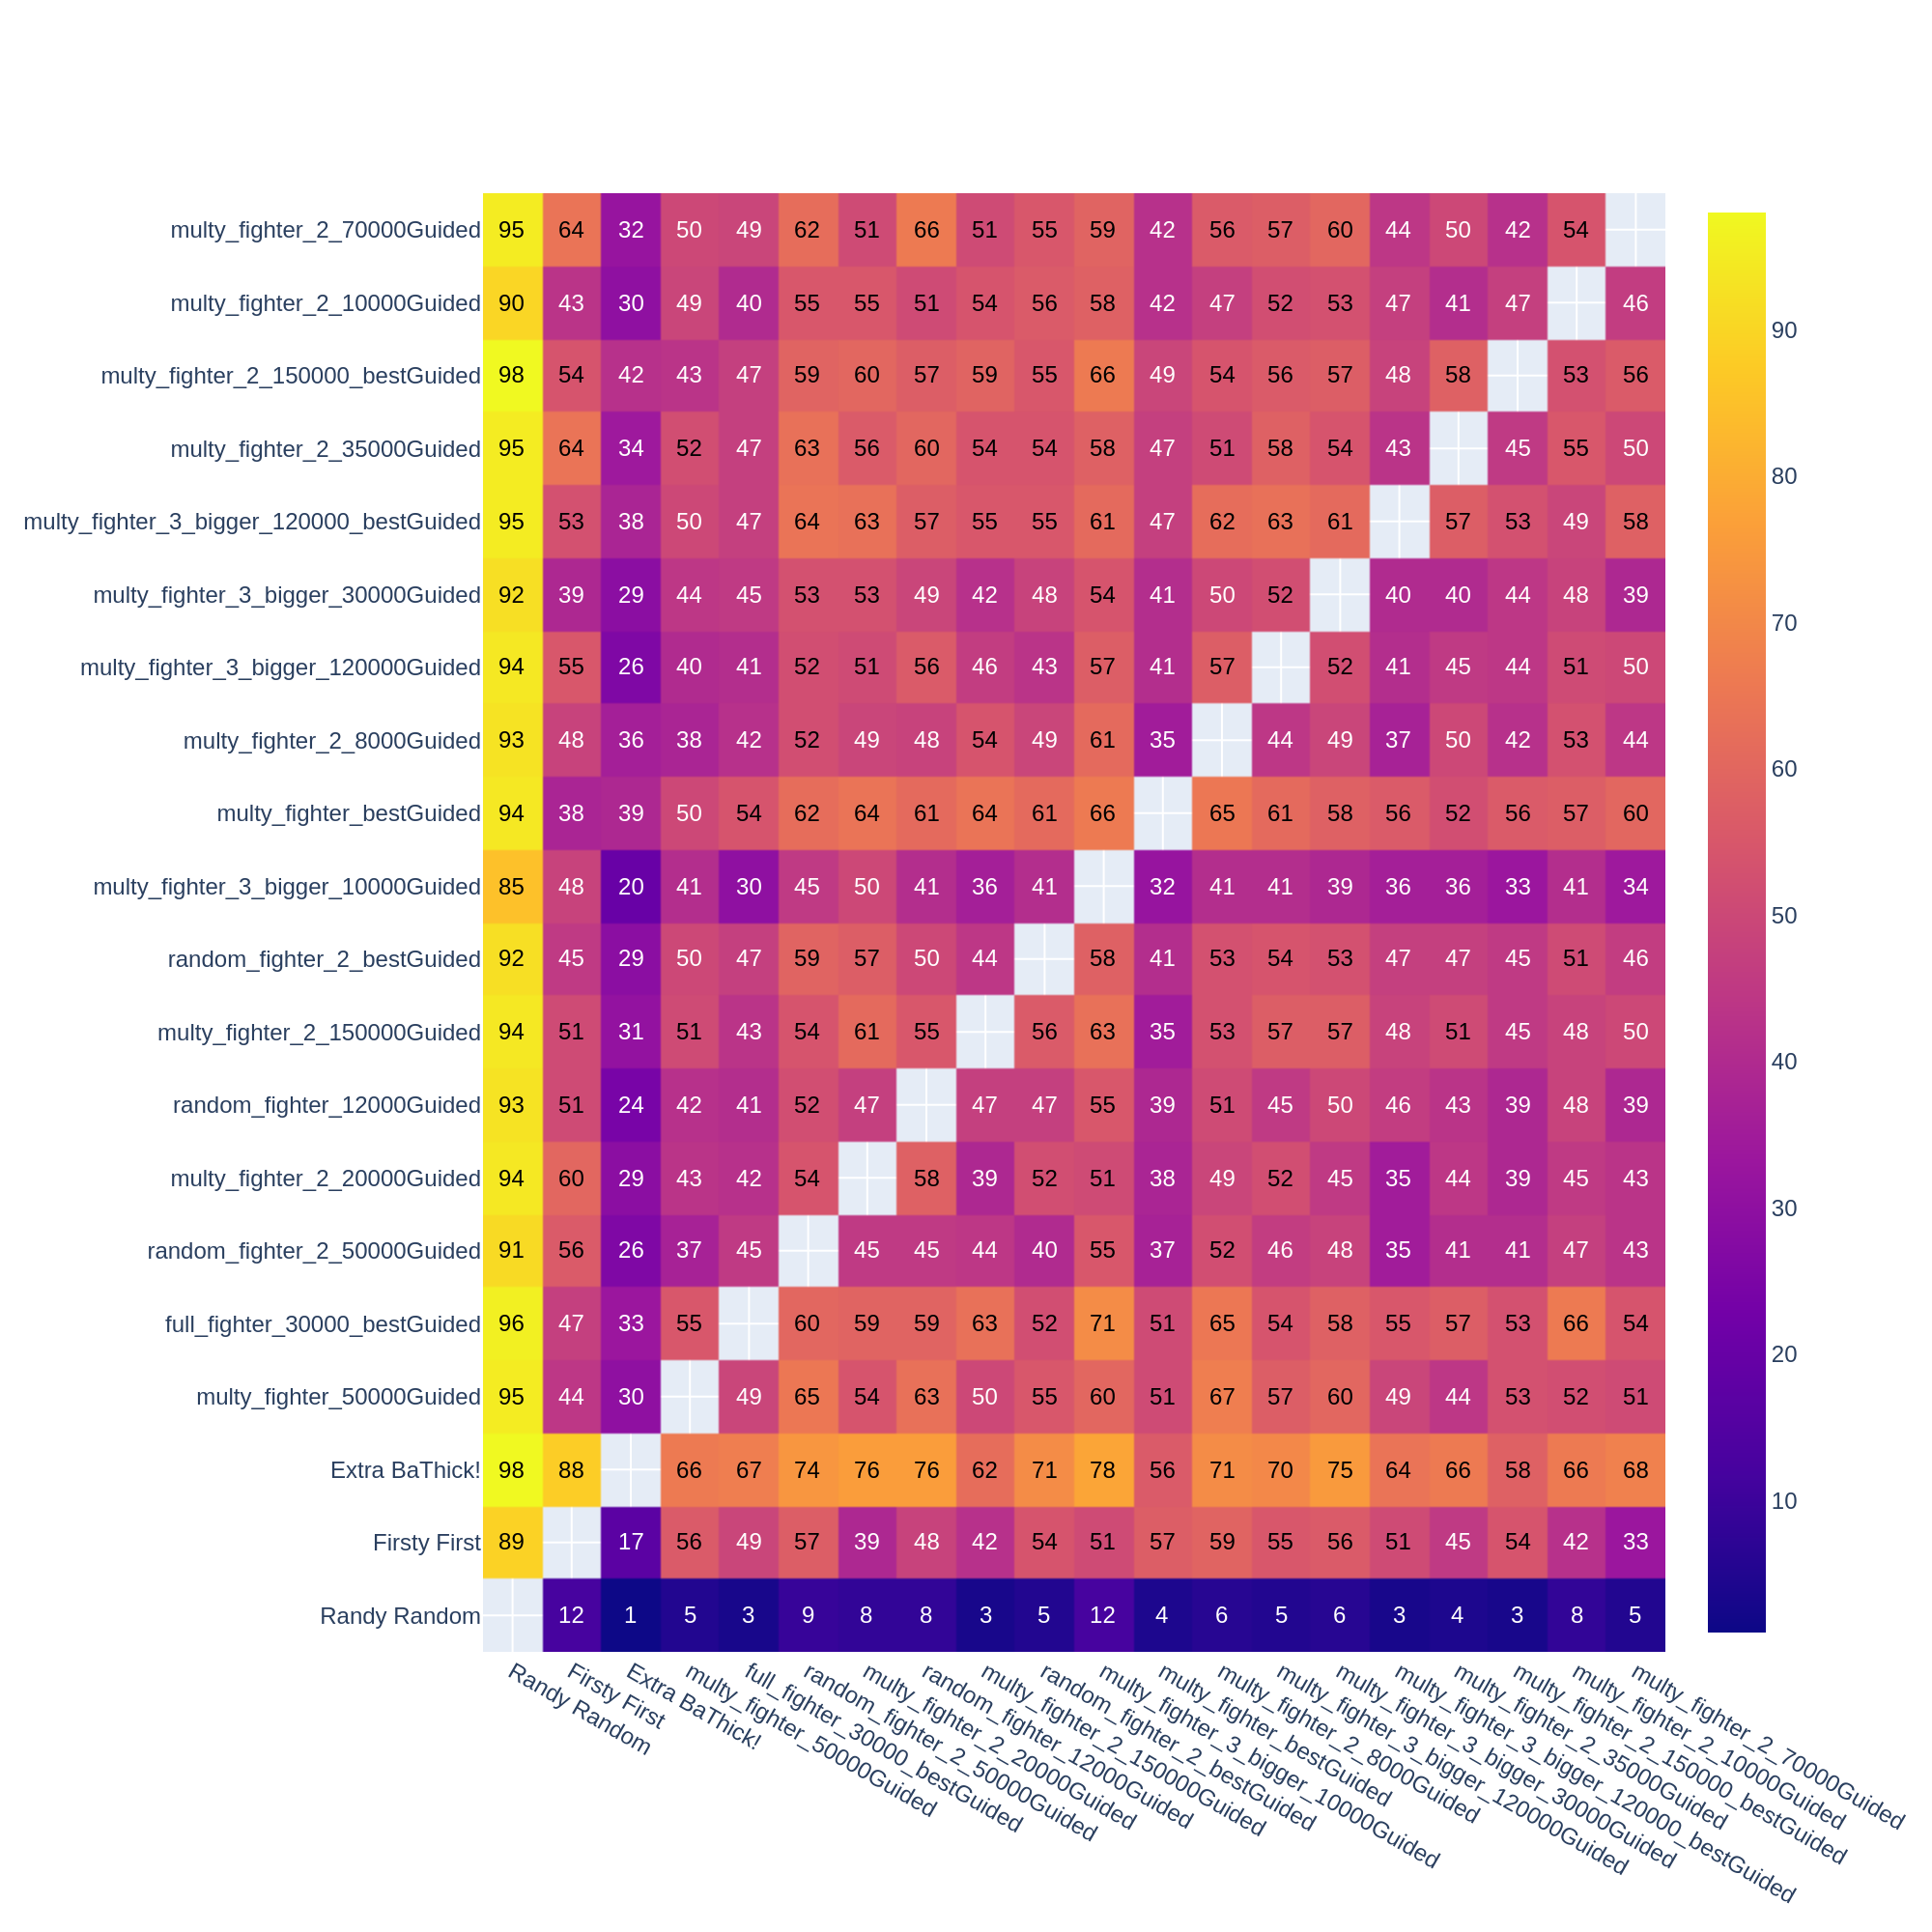 multy_fighter_2_70000Guided 95 64 32 50 49 62 51 66 51 55 59 42 56 57 60 44 50 42 54
multy_fighter_2_10000Guided 90 43 30 49 40 55 55 51 54 56 58 42 47 52 53 47 41 47 46
multy_fighter_2_150000_bestGuided 98 54 42 43 47 59 60 57 59 55 66 49 54 56 57 48 58 53 56
multy_fighter_2_35000Guided 95 64 34 52 47 63 56 60 54 54 58 47 51 58 54 43 45 55 50
multy_fighter_3_bigger_120000_bestGuided 95 53 38 50 47 64 63 57 55 55 61 47 62 63 61 57 53 49 58
multy_fighter_3_bigger_30000Guided 92 39 29 44 45 53 53 49 42 48 54 41 50 52 40 40 44 48 39
multy_fighter_3_bigger_120000Guided 94 55 26 40 41 52 51 56 46 43 57 41 57 52 41 45 44 51 50
multy_fighter_2_8000Guided 93 48 36 38 42 52 49 48 54 49 61 35 44 49 37 50 42 53 44
multy_fighter_bestGuided 94 38 39 50 54 62 64 61 64 61 66 65 61 58 56 52 56 57 60
multy_fighter_3_bigger_10000Guided 85 48 20 41 30 45 50 41 36 41 32 41 41 39 36 36 33 41 34
random_fighter_2_bestGuided 92 45 29 50 47 59 57 50 44 58 41 53 54 53 47 47 45 51 46
multy_fighter_2_150000Guided 94 51 31 51 43 54 61 55 56 63 35 53 57 57 48 51 45 48 50
random_fighter_12000Guided 93 51 24 42 41 52 47 47 47 55 39 51 45 50 46 43 39 48 39
multy_fighter_2_20000Guided 94 60 29 43 42 54 58 39 52 51 38 49 52 45 35 44 39 45 43
random_fighter_2_50000Guided 91 56 26 37 45 45 45 44 40 55 37 52 46 48 35 41 41 47 43
full_fighter_30000_bestGuided 96 47 33 55 60 59 59 63 52 71 51 65 54 58 55 57 53 66 54
multy_fighter_50000Guided 95 44 30 49 65 54 63 50 55 60 51 67 57 60 49 44 53 52 51
Extra BaThick! 98 88 66 67 74 76 76 62 71 78 56 71 70 75 64 66 58 66 68
Firsty First 89 17 56 49 57 39 48 42 54 51 57 59 55 56 51 45 54 42 33
Randy Random 12 1 5 3 9 8 8 3 5 12 4 6 5 6 3 4 3 8 5
Randy Random
Firsty First
Extra BaThick!
multy_fighter_50000Guided
full_fighter_30000_bestGuided
random_fighter_2_50000Guided
multy_fighter_2_20000Guided
random_fighter_12000Guided
multy_fighter_2_150000Guided
random_fighter_2_bestGuided
multy_fighter_3_bigger_10000Guided
multy_fighter_bestGuided
multy_fighter_2_8000Guided
multy_fighter_3_bigger_120000Guided
multy_fighter_3_bigger_30000Guided
multy_fighter_3_bigger_120000_bestGuided
multy_fighter_2_35000Guided
multy_fighter_2_150000_bestGuided
multy_fighter_2_10000Guided
multy_fighter_2_70000Guided
90
80
70
60
50
40
30
20
10